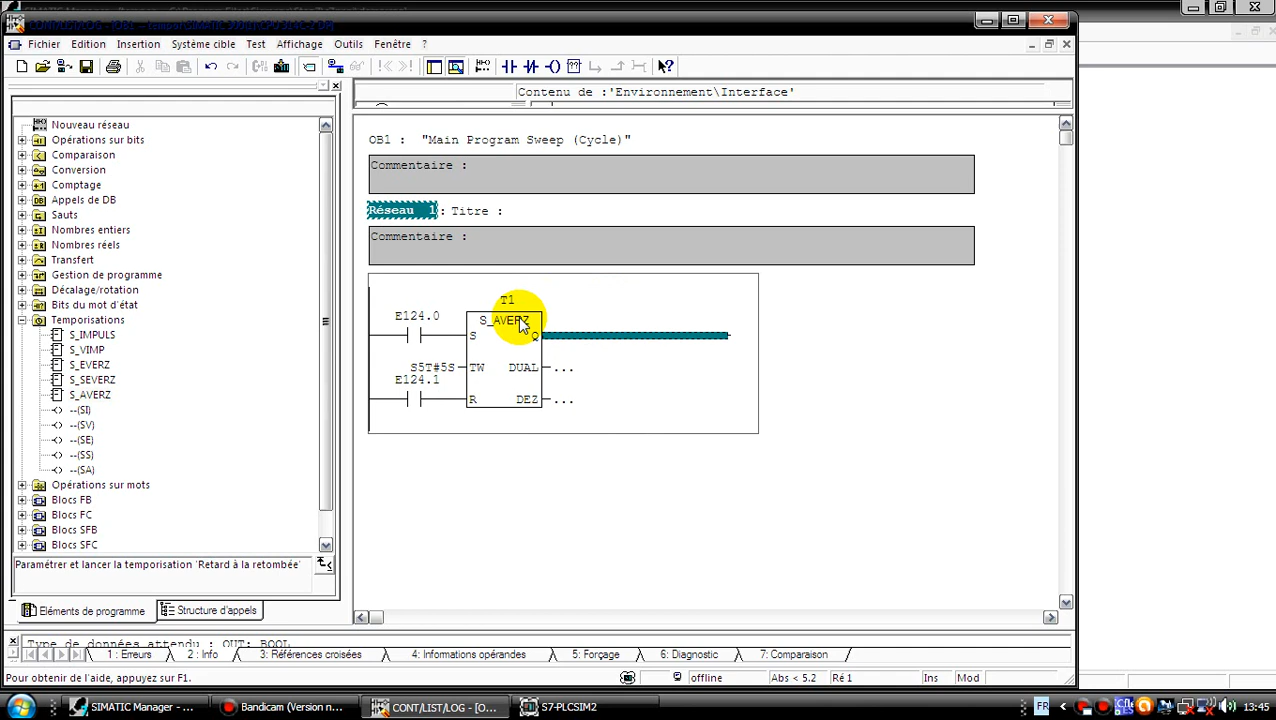 Fichier Edition Insertion Système cible Test Affichage Outils Fenêtre ?
Contenu de :'Environnement\Interface'
Nouveau réseau
Opérations sur bits
Comparaison
Conversion
Comptage
Appels de DB
Sauts
Nombres entiers
Nombres réels
Transfert
Gestion de programme
Décalage/rotation
Bits du mot d'état
Temporisations
S_IMPULS
S_VIMP
S_EVERZ
S_SEVERZ
S_AVERZ
--(SI)
--(SV)
--(SE)
--(SS)
--(SA)
Opérations sur mots
Blocs FB
Blocs FC
Blocs SFB
Blocs SFC
Paramétrer et lancer la temporisation 'Retard à la retombée'
Eléments de programme
Structure d'appels
OB1 : "Main Program Sweep (Cycle)"
Commentaire :
Réseau 1 : Titre :
Commentaire :
T1
E124.0 S_AVERZ
S Q
S5T#5S TW DUAL ...
E124.1
R DEZ ...
Type de données attendu : OUT: BOOL
1 : Erreurs 2 : Info 3: Références croisées 4: Informations opérandes 5: Forçage 6: Diagnostic 7: Comparaison
Pour obtenir de l'aide, appuyez sur F1. offline Abs < 5.2 Ré 1 Ins Mod
SIMATIC Manager - ... Bandicam (Version n... CONT/LIST/LOG - [O... S7-PLCSIM2 FR 13:45